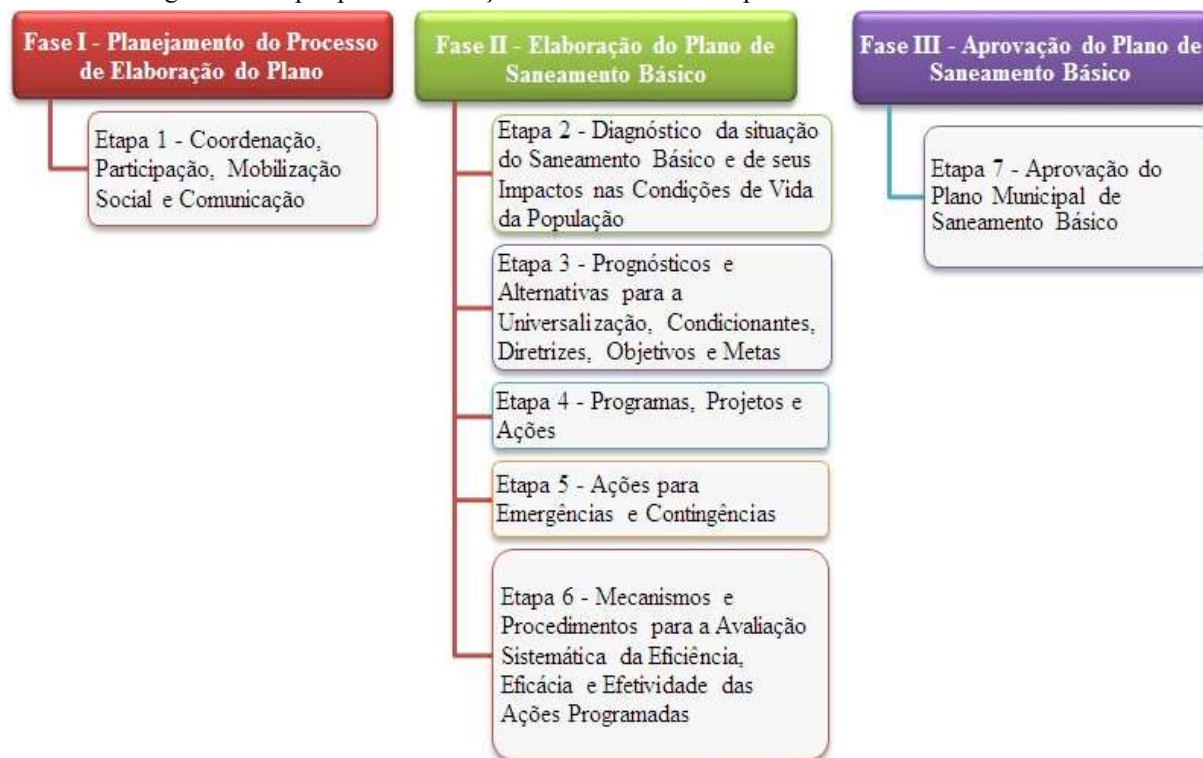 Fase I - Planejamento do Processo
de Elaboração do Plano
Etapa 1 - Coordenação,
Participação, Mobilização
Social e Comunicação
Fase II - Elaboração do Plano de
Saneamento Básico
Etapa 2 - Diagnóstico da situação
do Saneamento Básico e de seus
Impactos nas Condições de Vida
da População
Etapa 3 - Prognósticos e
Alternativas para a
Universalização, Condicionantes,
Diretrizes, Objetivos e Metas
Etapa 4 - Programas, Projetos e
Ações
Etapa 5 - Ações para
Emergências e Contingências
Etapa 6 - Mecanismos e
Procedimentos para a Avaliação
Sistemática da Eficiência,
Eficácia e Efetividade das
Ações Programadas
Fase III - Aprovação do Plano de
Saneamento Básico
Etapa 7 - Aprovação do
Plano Municipal de
Saneamento Básico